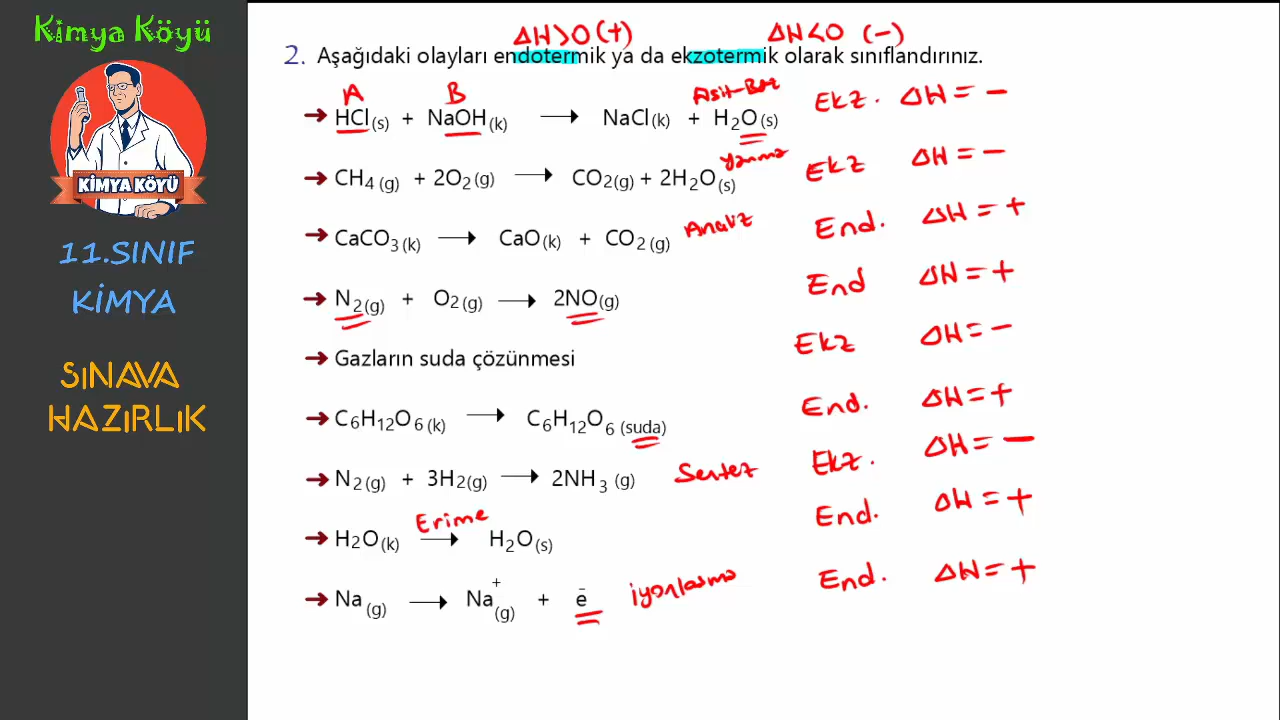 Kimya Köyü
KİMYA KÖYÜ
11.SINIF
KİMYA
SINAVA
HAZIRLIK
ΔH>0 (+) ΔH<0 (-)
2. Aşağıdaki olayları endotermik ya da ekzotermik olarak sınıflandırınız.
A B Asit-Baz
→ HCl(s) + NaOH(k) → NaCl(k) + H2O(s) Ekz. ΔH = -
yanma
→ CH4(g) + 2O2(g) → CO2(g) + 2H2O(s) Ekz ΔH = -
→ CaCO3(k) → CaO(k) + CO2(g) Analiz End. ΔH = +
→ N2(g) + O2(g) → 2NO(g) End ΔH = +
→ Gazların suda çözünmesi Ekz ΔH = -
→ C6H12O6(k) → C6H12O6(suda) End. ΔH = +
→ N2(g) + 3H2(g) → 2NH3(g) Sentez Ekz. ΔH = -
Erime
→ H2O(k) → H2O(s) End. ΔH = +
→ Na(g) → Na+(g) + e- iyonlaşma End. ΔH = +